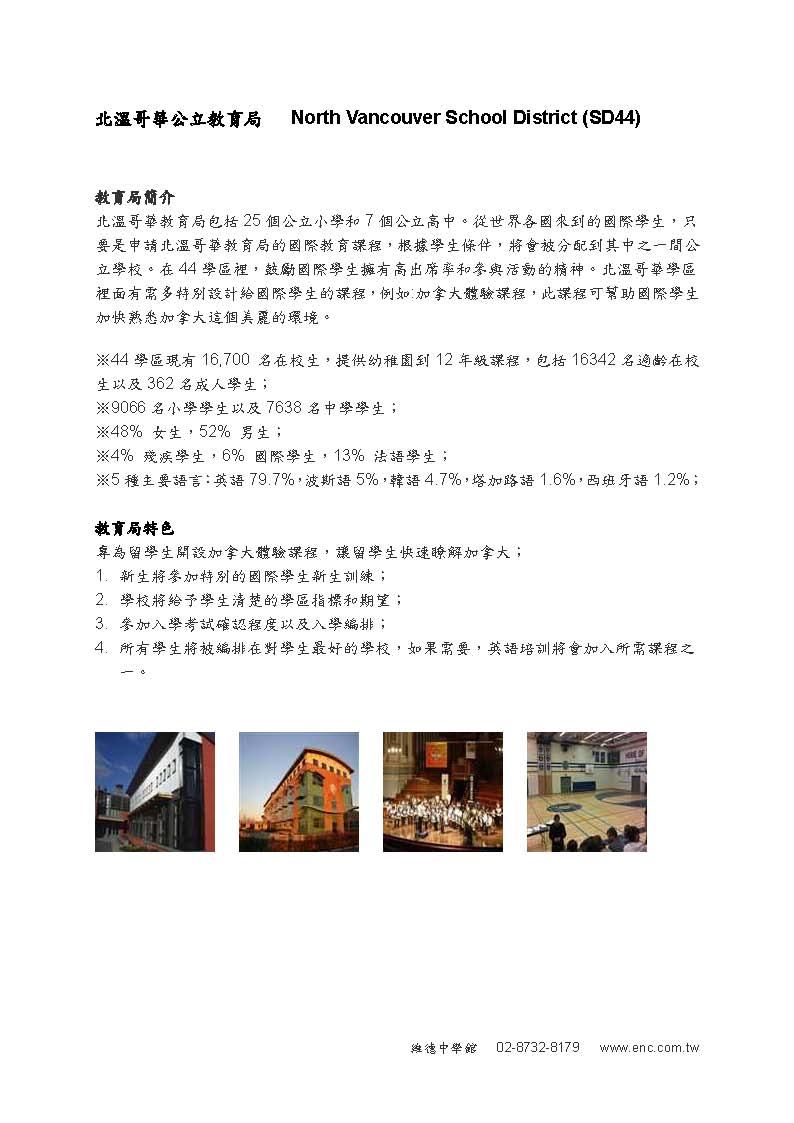 北溫哥華公立教育局 North Vancouver School District (SD44)
教育局簡介
北溫哥華教育局包括 25 個公立小學和 7 個公立高中。從世界各國來到的國際學生，只
要是申請北溫哥華教育局的國際教育課程，根據學生條件，將會被分配到其中之一間公
立學校。在 44 學區裡，鼓勵國際學生擁有高出席率和參與活動的精神。北溫哥華學區
裡面有需多特別設計給國際學生的課程，例如:加拿大體驗課程，此課程可幫助國際學生
加快熟悉加拿大這個美麗的環境。
※44 學區現有 16,700 名在校生，提供幼稚園到 12 年級課程，包括 16342 名適齡在校
生以及 362 名成人學生；
※9066 名小學學生以及 7638 名中學學生；
※48% 女生，52% 男生；
※4% 殘疾學生，6% 國際學生，13% 法語學生；
※5 種主要語言：英語 79.7%，波斯語 5%，韓語 4.7%，塔加路語 1.6%，西班牙語 1.2%；
教育局特色
專為留學生開設加拿大體驗課程，讓留學生快速瞭解加拿大；
1. 新生將參加特別的國際學生新生訓練；
2. 學校將給予學生清楚的學區指標和期望；
3. 參加入學考試確認程度以及入學編排；
4. 所有學生將被編排在對學生最好的學校，如果需要，英語培訓將會加入所需課程之
一。
HOME OF
維德中學館 02-8732-8179 www.enc.com.tw